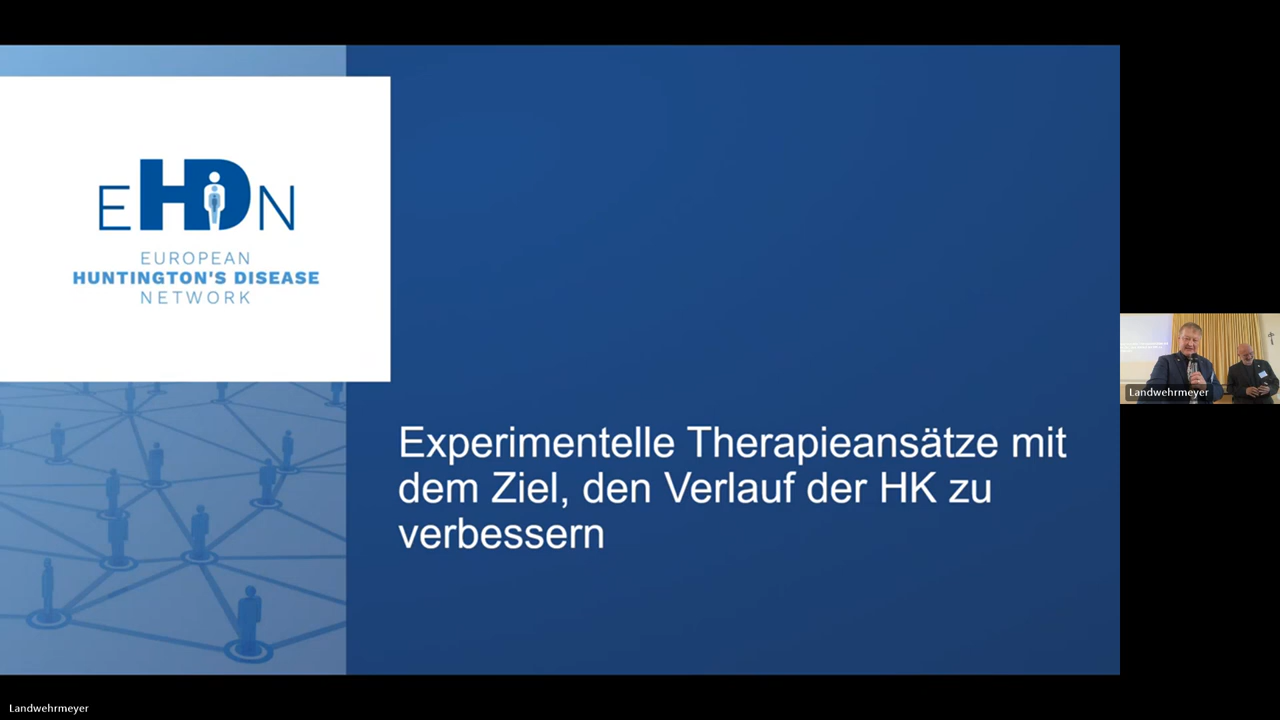 EHDN
EUROPEAN
HUNTINGTON'S DISEASE
NETWORK
Experimentelle Therapieansätze mit
dem Ziel, den Verlauf der HK zu
verbessern
Landwehrmeyer
Landwehrmeyer